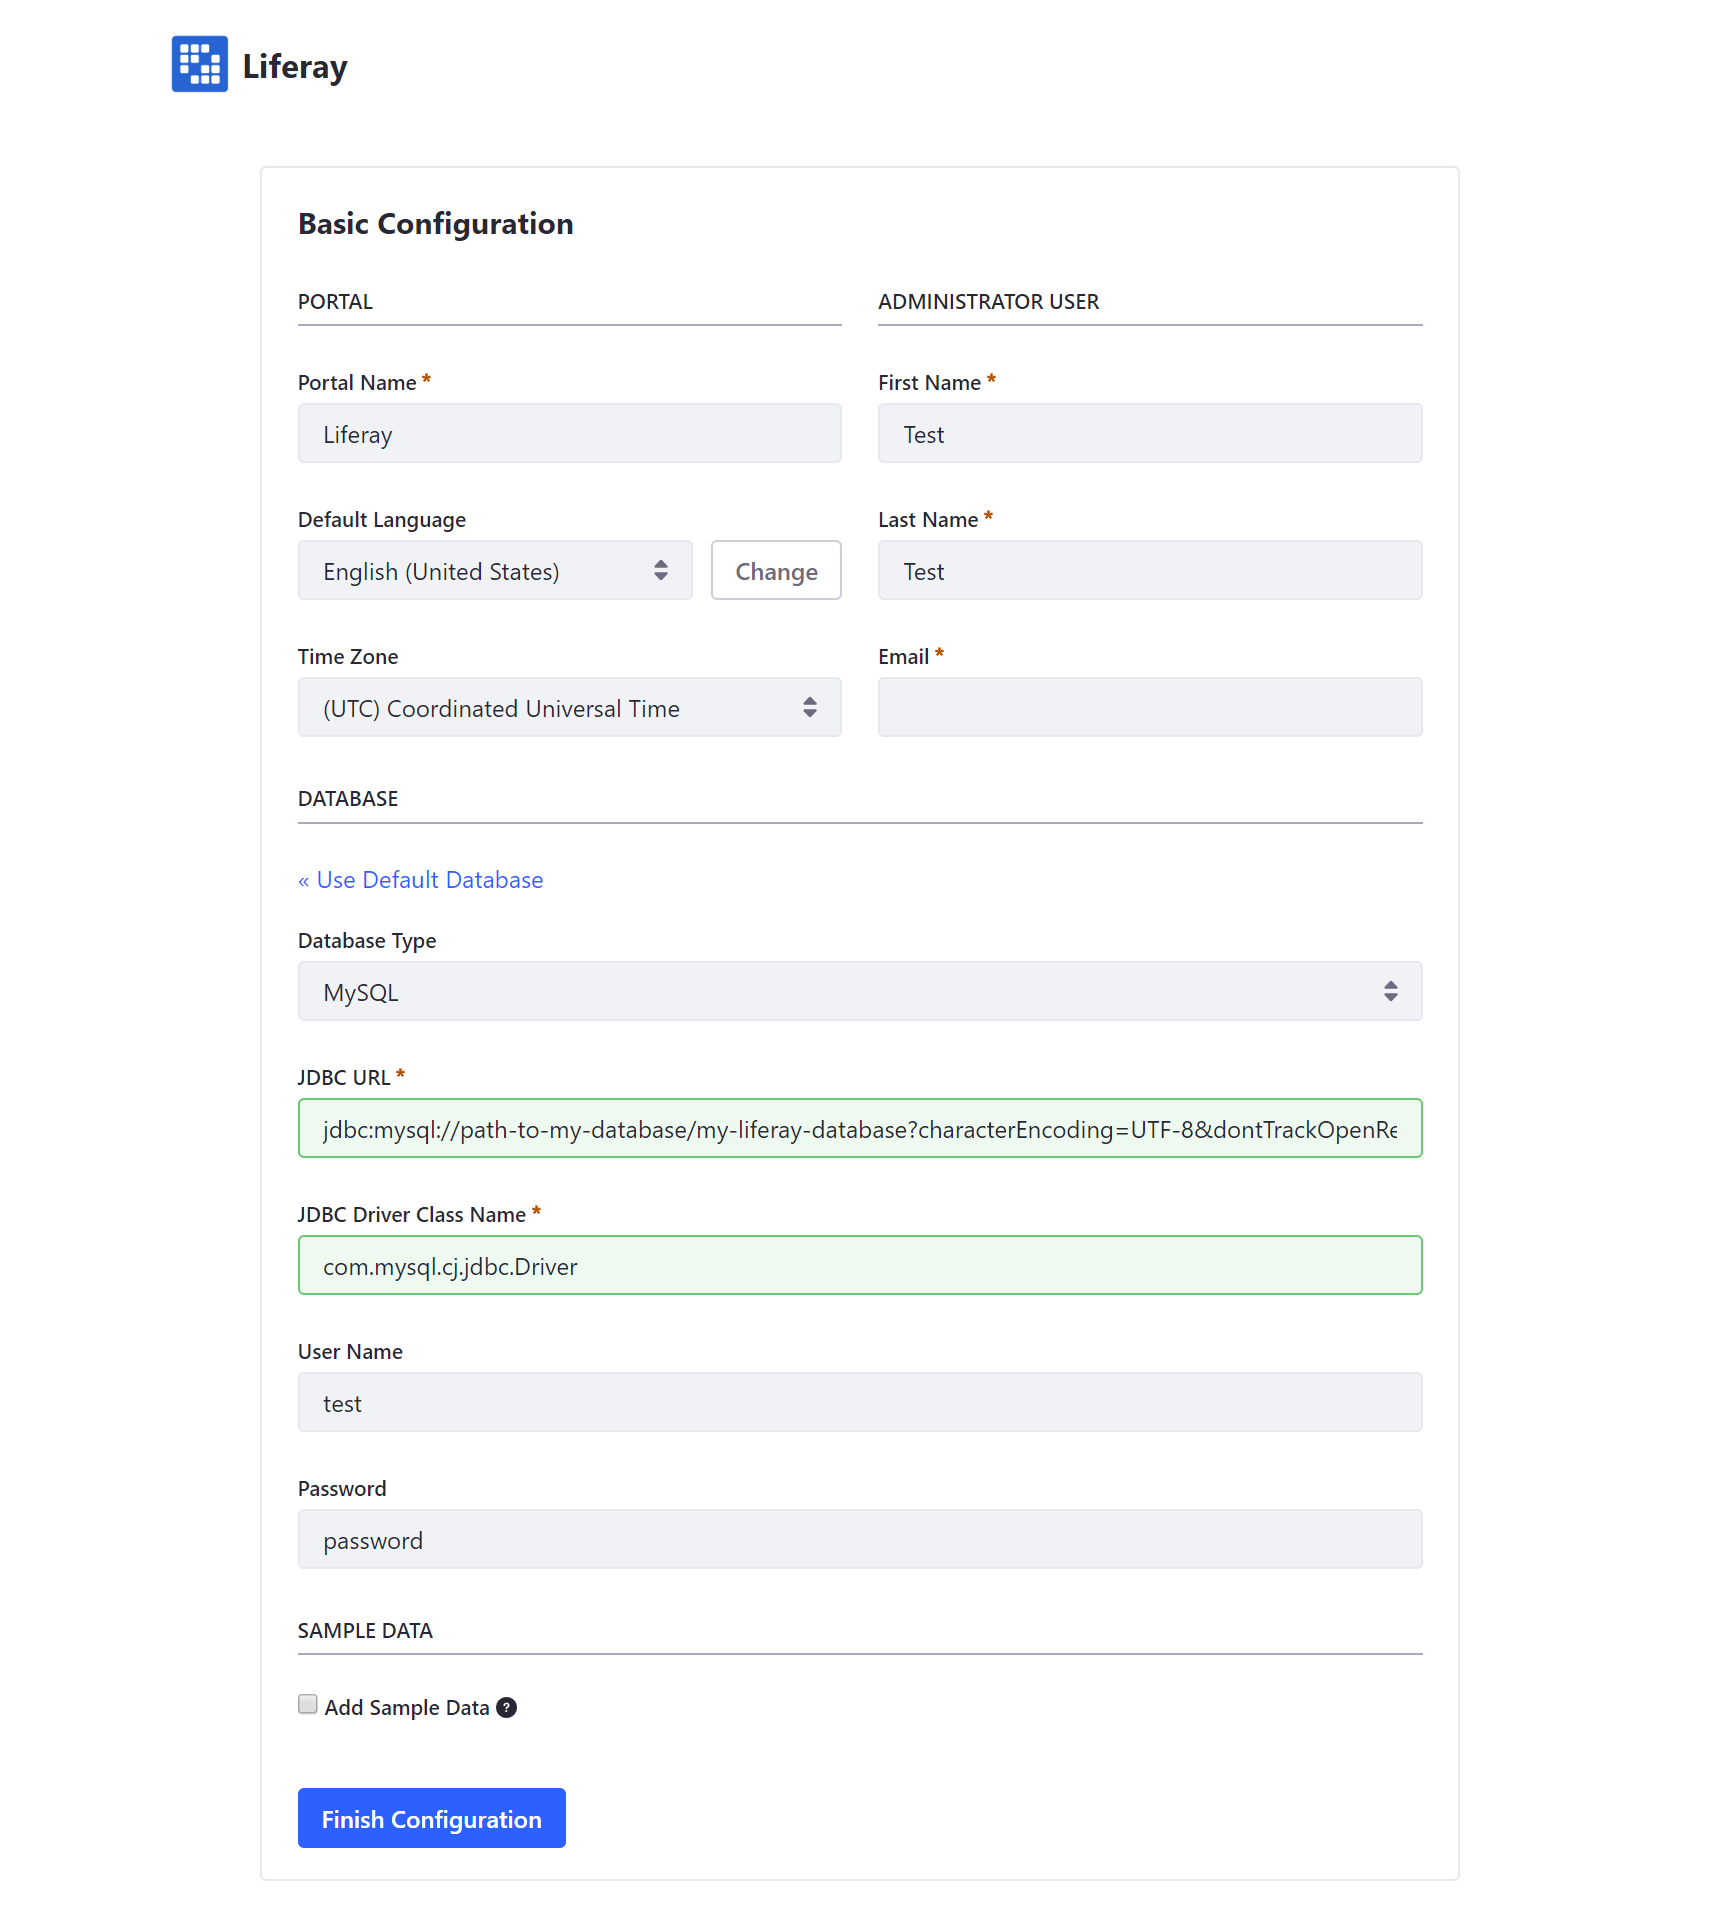 Liferay
Basic Configuration
PORTAL
Portal Name *
Liferay
Default Language
English (United States)
Change
Time Zone
(UTC) Coordinated Universal Time
ADMINISTRATOR USER
First Name *
Test
Last Name *
Test
Email *
DATABASE
« Use Default Database
Database Type
MySQL
JDBC URL *
jdbc:mysql://path-to-my-database/my-liferay-database?characterEncoding=UTF-8&dontTrackOpenRe
JDBC Driver Class Name *
com.mysql.cj.jdbc.Driver
User Name
test
Password
password
SAMPLE DATA
Add Sample Data ?
Finish Configuration